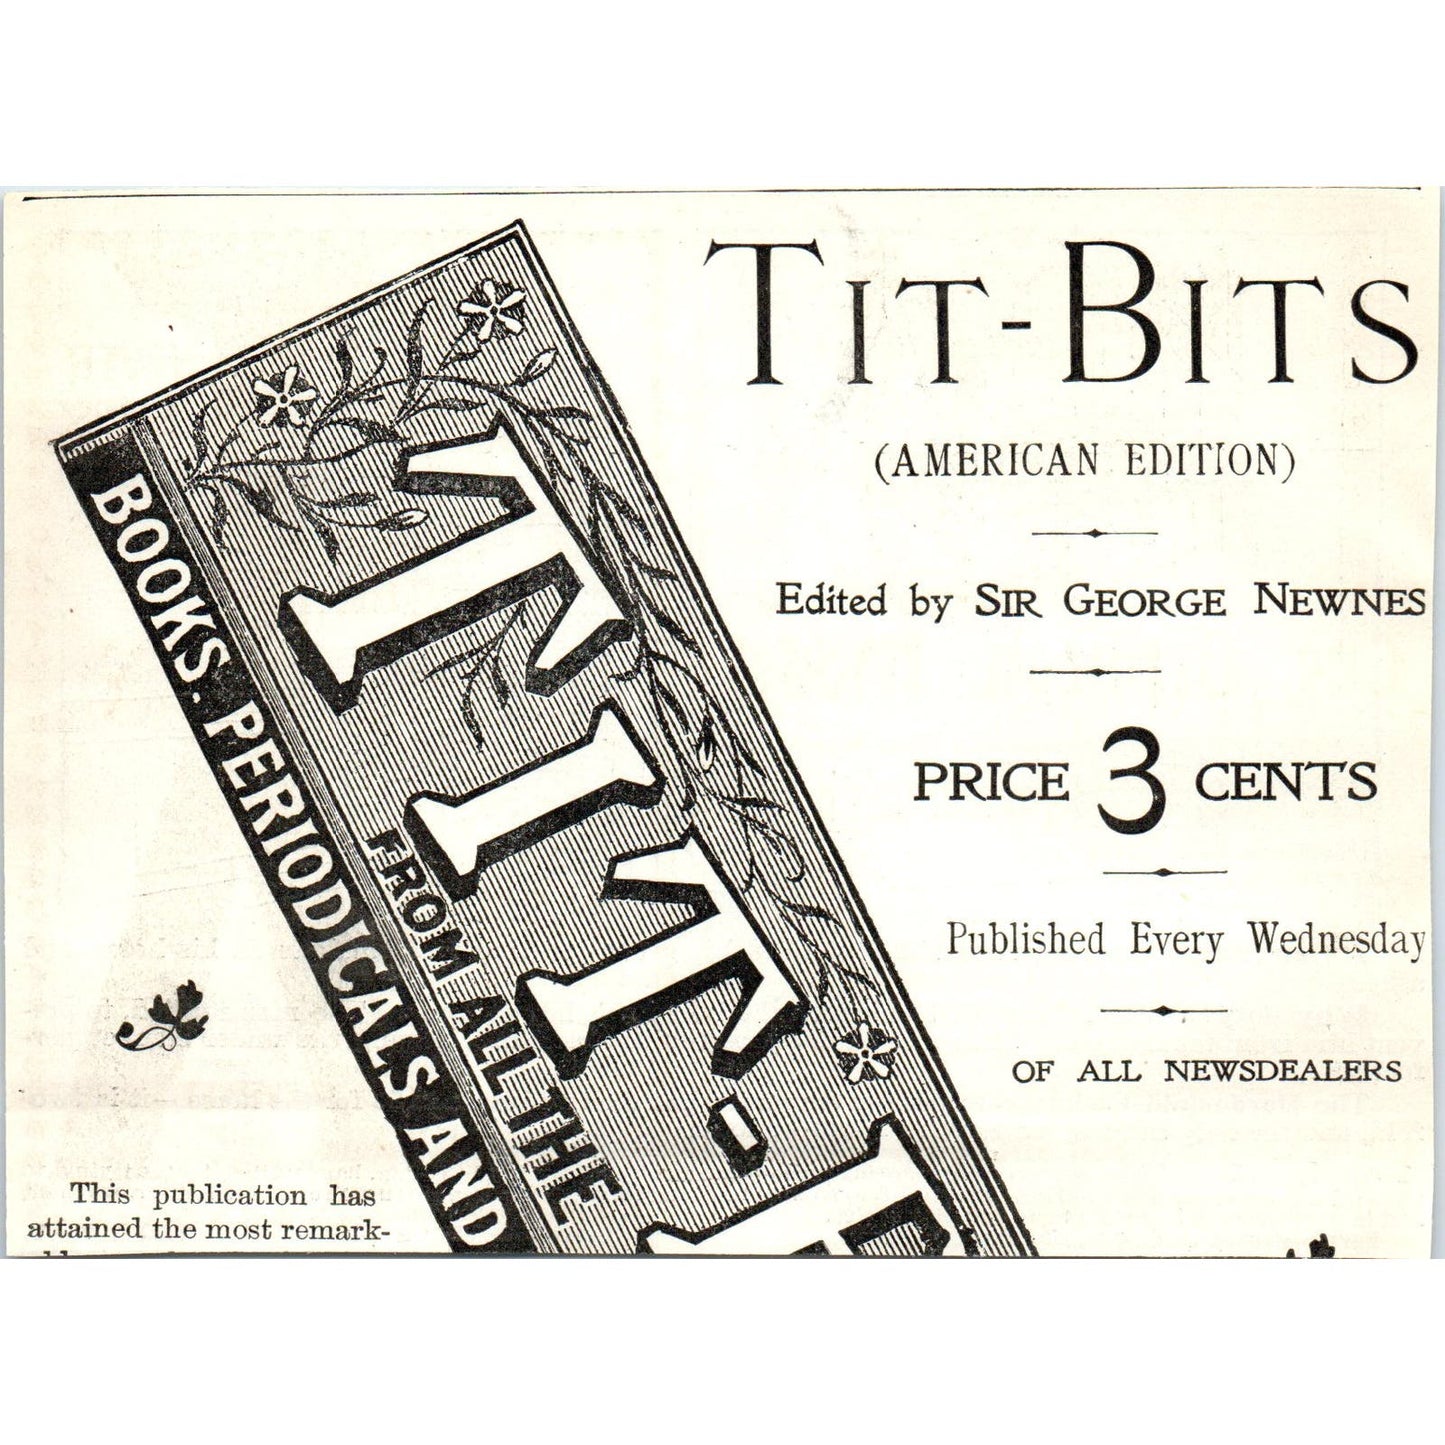 TIT-BITS
(AMERICAN EDITION)
Edited by SIR GEORGE NEWNES
PRICE 3 CENTS
Published Every Wednesday
OF ALL NEWSDEALERS
TIT-
FROM ALL THE
BOOKS. PERIODICALS AND
This publication has
attained the most remark-